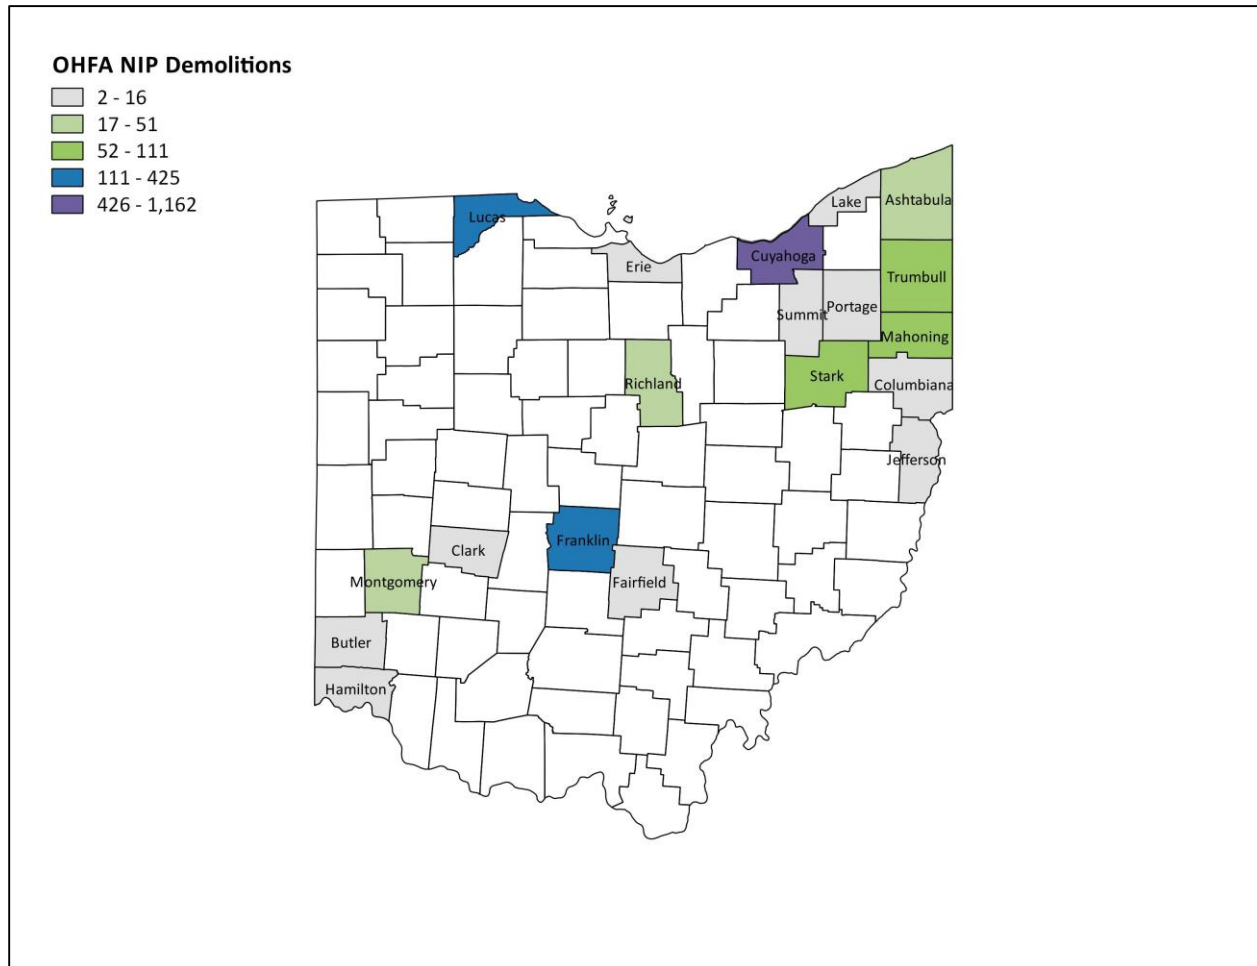 OHFA NIP Demolitions
2 - 16
17 - 51
52 - 111
111 - 425
426 - 1,162
Lake
Ashtabula
Lucas
Cuyahoga
Erie
Trumbull
Portage
Summit
Mahoning
Stark
Richland
Columbiana
Jefferson
Franklin
Clark
Montgomery
Fairfield
Butler
Hamilton